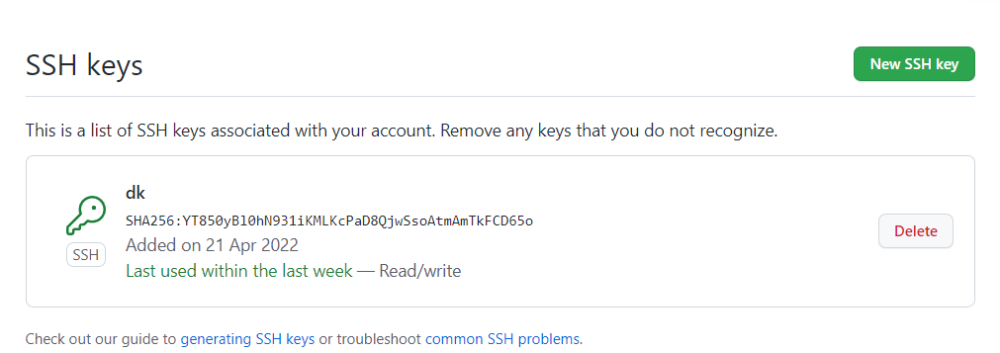 SSH keys
New SSH key
This is a list of SSH keys associated with your account. Remove any keys that you do not recognize.
dk
SHA256:YT850yBl0hN931iKMLKcPaD8QjwSsoAtmAmTkFCD65o
Added on 21 Apr 2022
Last used within the last week — Read/write
SSH
Delete
Check out our guide to generating SSH keys or troubleshoot common SSH problems.